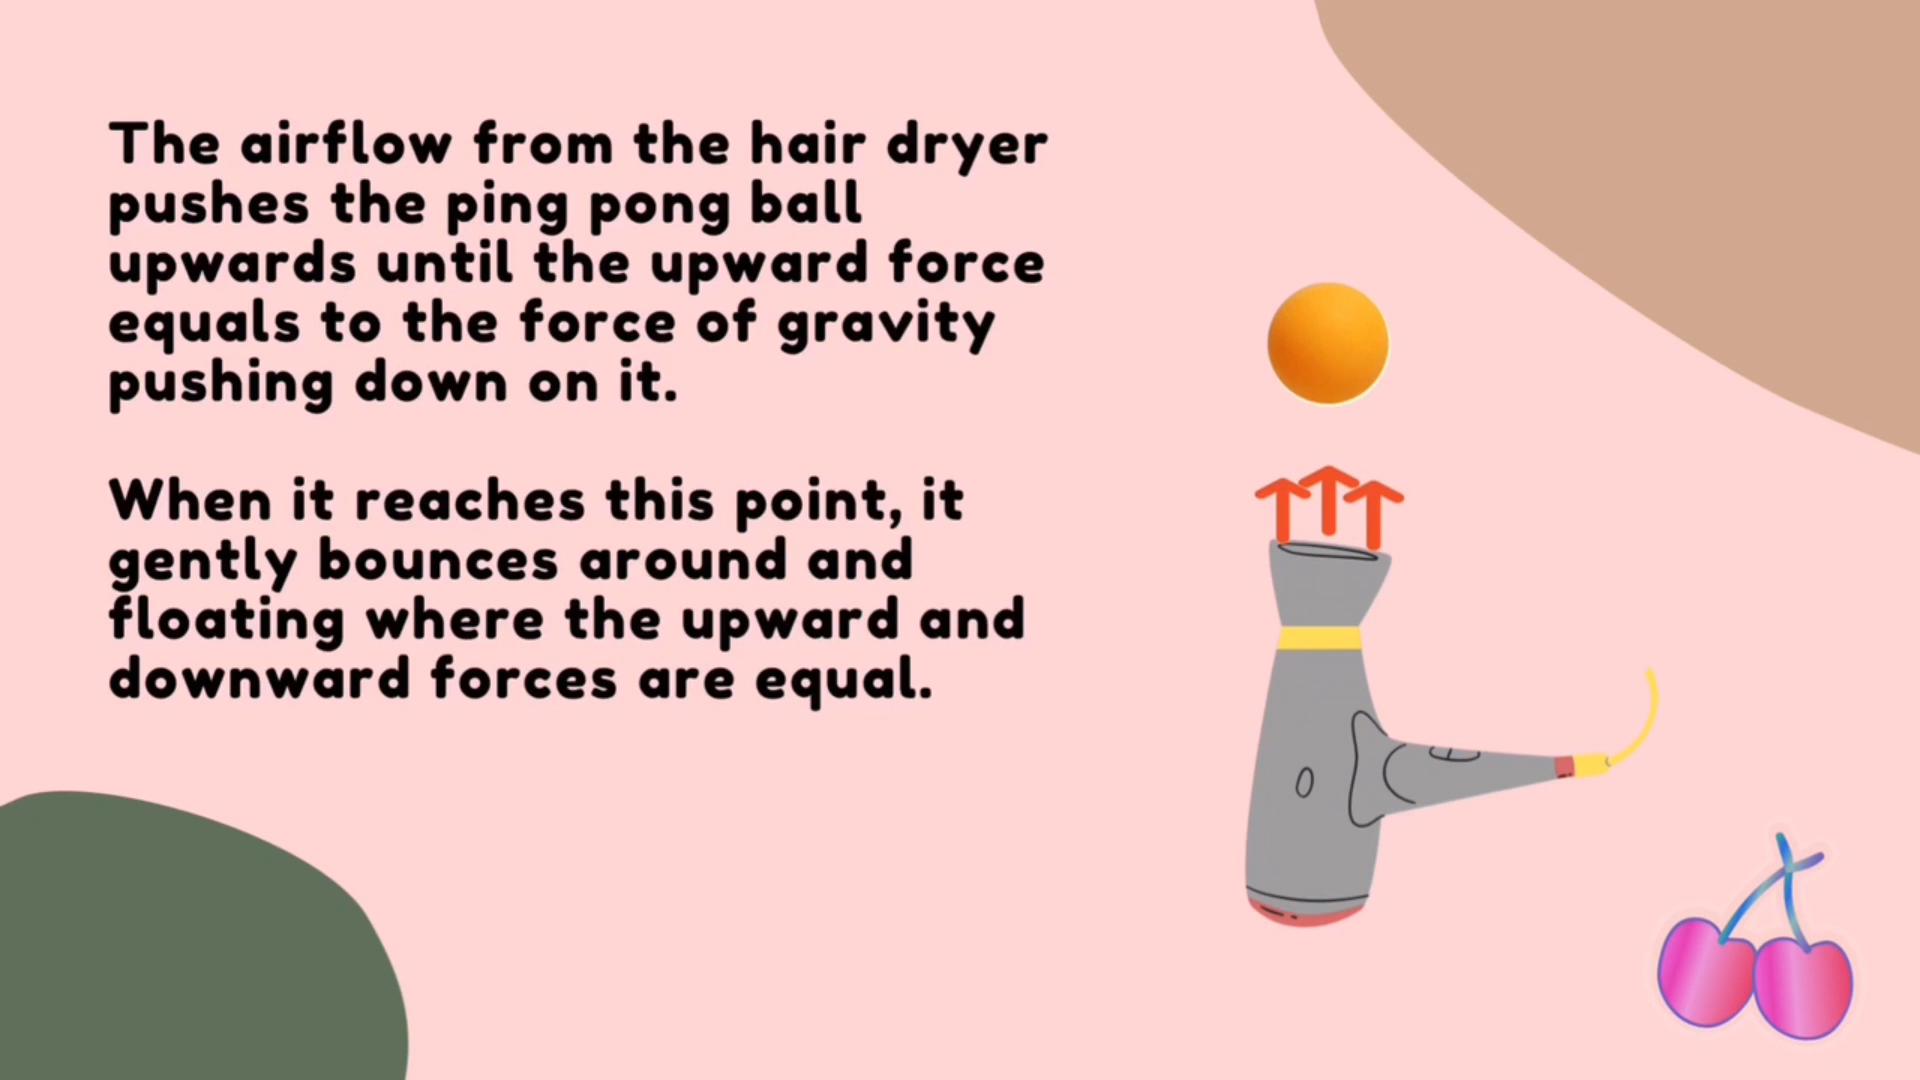 The airflow from the hair dryer
pushes the ping pong ball
upwards until the upward force
equals to the force of gravity
pushing down on it.
When it reaches this point, it
gently bounces around and
floating where the upward and
downward forces are equal.